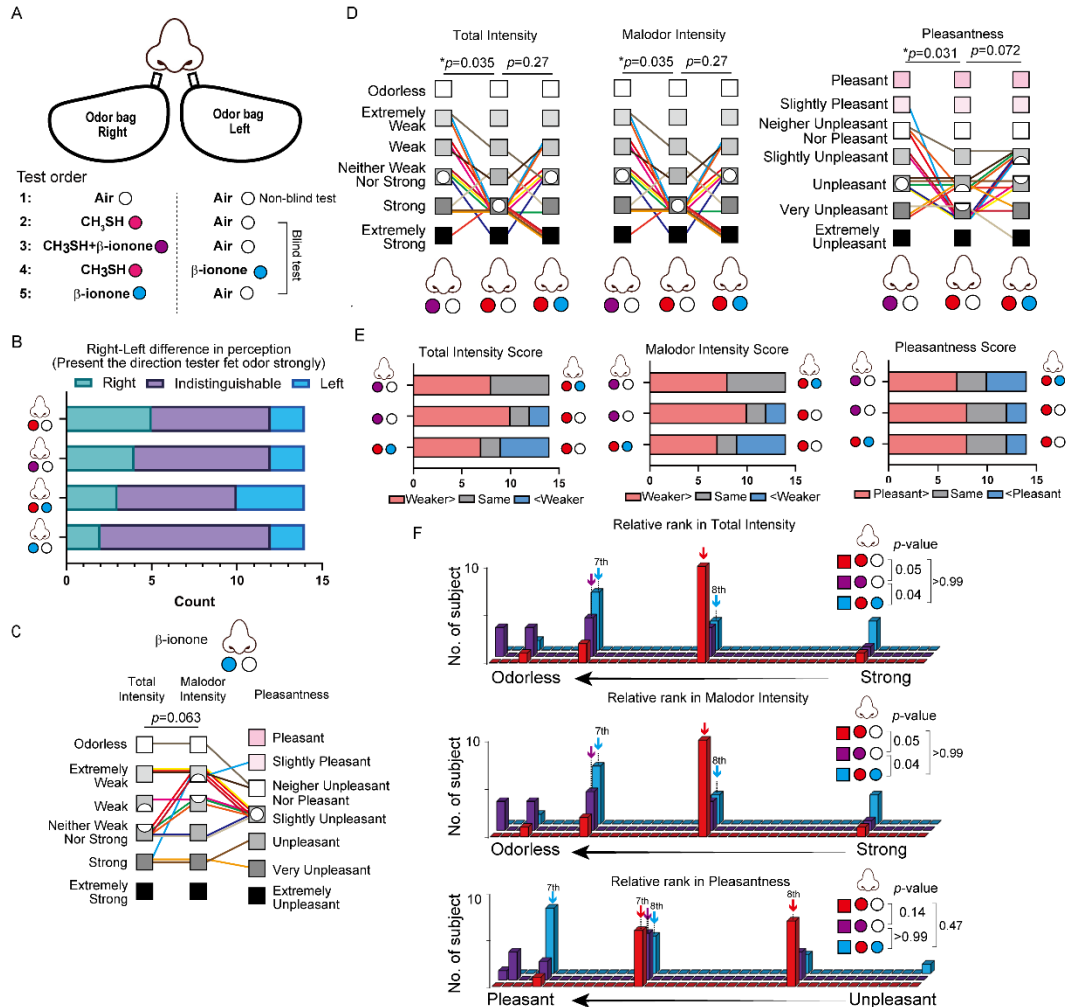 A
Odor bag
Right
Odor bag
Left
Test order
1: Air Air Non-blind test
2: CH3SH Air
3: CH3SH+β-ionone Air
4: CH3SH β-ionone
5: β-ionone Air
Blind test
B
Right-Left difference in perception
(Present the direction tester fet odor strongly)
Right Indistinguishable Left
0 5 10 15
Count
C
β-ionone
Total
Intensity
Malodor
Intensity
Pleasantness
p=0.063
Odorless
Extremely
Weak
Weak
Neither Weak
Nor Strong
Strong
Extremely
Strong
Pleasant
Slightly Pleasant
Neigher Unpleasant
Nor Pleasant
Slightly Unpleasant
Unpleasant
Very Unpleasant
Extremely
Unpleasant
D
Total Intensity
*p=0.035 p=0.27
Malodor Intensity
*p=0.035 p=0.27
Odorless
Extremely
Weak
Weak
Neither Weak
Nor Strong
Strong
Extremely
Strong
Pleasantness
*p=0.031 p=0.072
Pleasant
Slightly Pleasant
Neigher Unpleasant
Nor Pleasant
Slightly Unpleasant
Unpleasant
Very Unpleasant
Extremely
Unpleasant
E
Total Intensity Score
0 5 10 15
Weaker> Same <Weaker
Malodor Intensity Score
0 5 10 15
Weaker> Same <Weaker
Pleasantness Score
0 5 10 15
Pleasant> Same <Pleasant
F
Relative rank in Total Intensity
No. of subject
10
0
7th
8th
p-value
0.05
0.04
>0.99
Odorless Strong
Relative rank in Malodor Intensity
No. of subject
10
0
7th
8th
p-value
0.05
0.04
>0.99
Odorless Strong
Relative rank in Pleasantness
No. of subject
10
0
7th
7th
8th
8th
p-value
0.14
>0.99
0.47
Pleasant Unpleasant